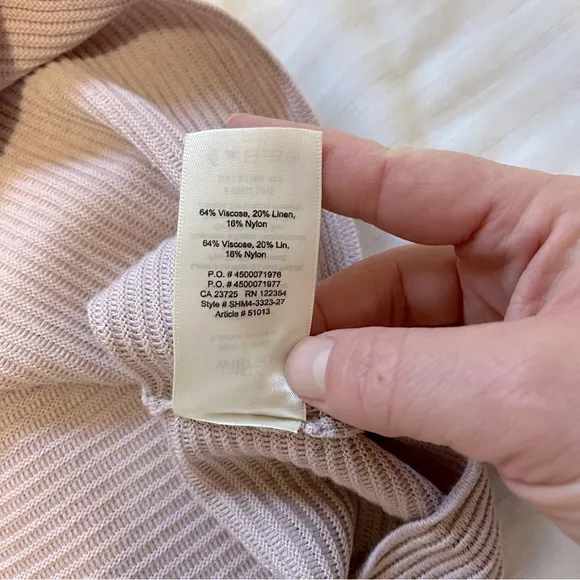 64% Viscose, 20% Linen,
16% Nylon
64% Viscose, 20% Lin,
16% Nylon
P.O. # 4500071976
P.O. # 4500071977
CA 23725 RN 122354
Style # SHM4-3323-27
Article # 51013